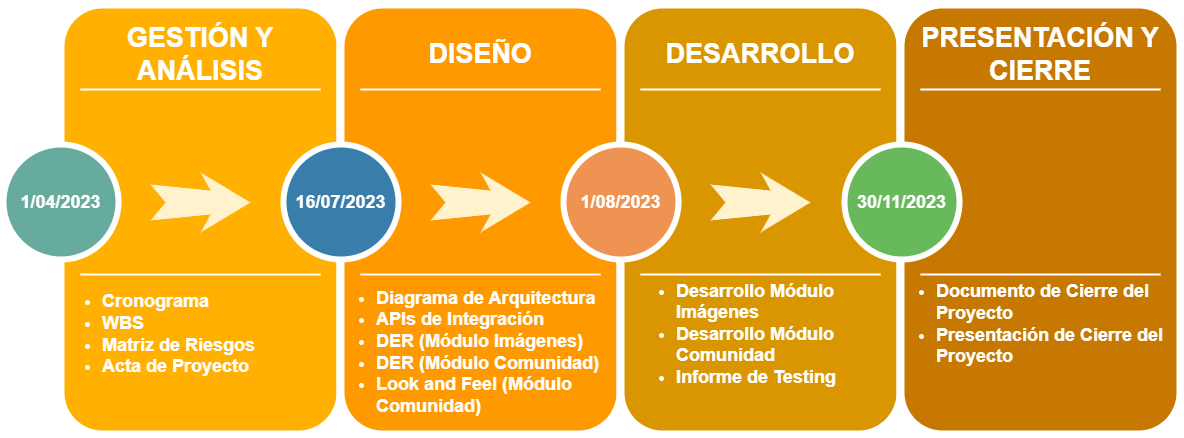 GESTIÓN Y
ANÁLISIS
1/04/2023
• Cronograma
• WBS
• Matriz de Riesgos
• Acta de Proyecto
DISEÑO
16/07/2023
• Diagrama de Arquitectura
• APIs de Integración
• DER (Módulo Imágenes)
• DER (Módulo Comunidad)
• Look and Feel (Módulo
Comunidad)
DESARROLLO
1/08/2023
• Desarrollo Módulo
Imágenes
• Desarrollo Módulo
Comunidad
• Informe de Testing
PRESENTACIÓN Y
CIERRE
30/11/2023
• Documento de Cierre del
Proyecto
• Presentación de Cierre del
Proyecto